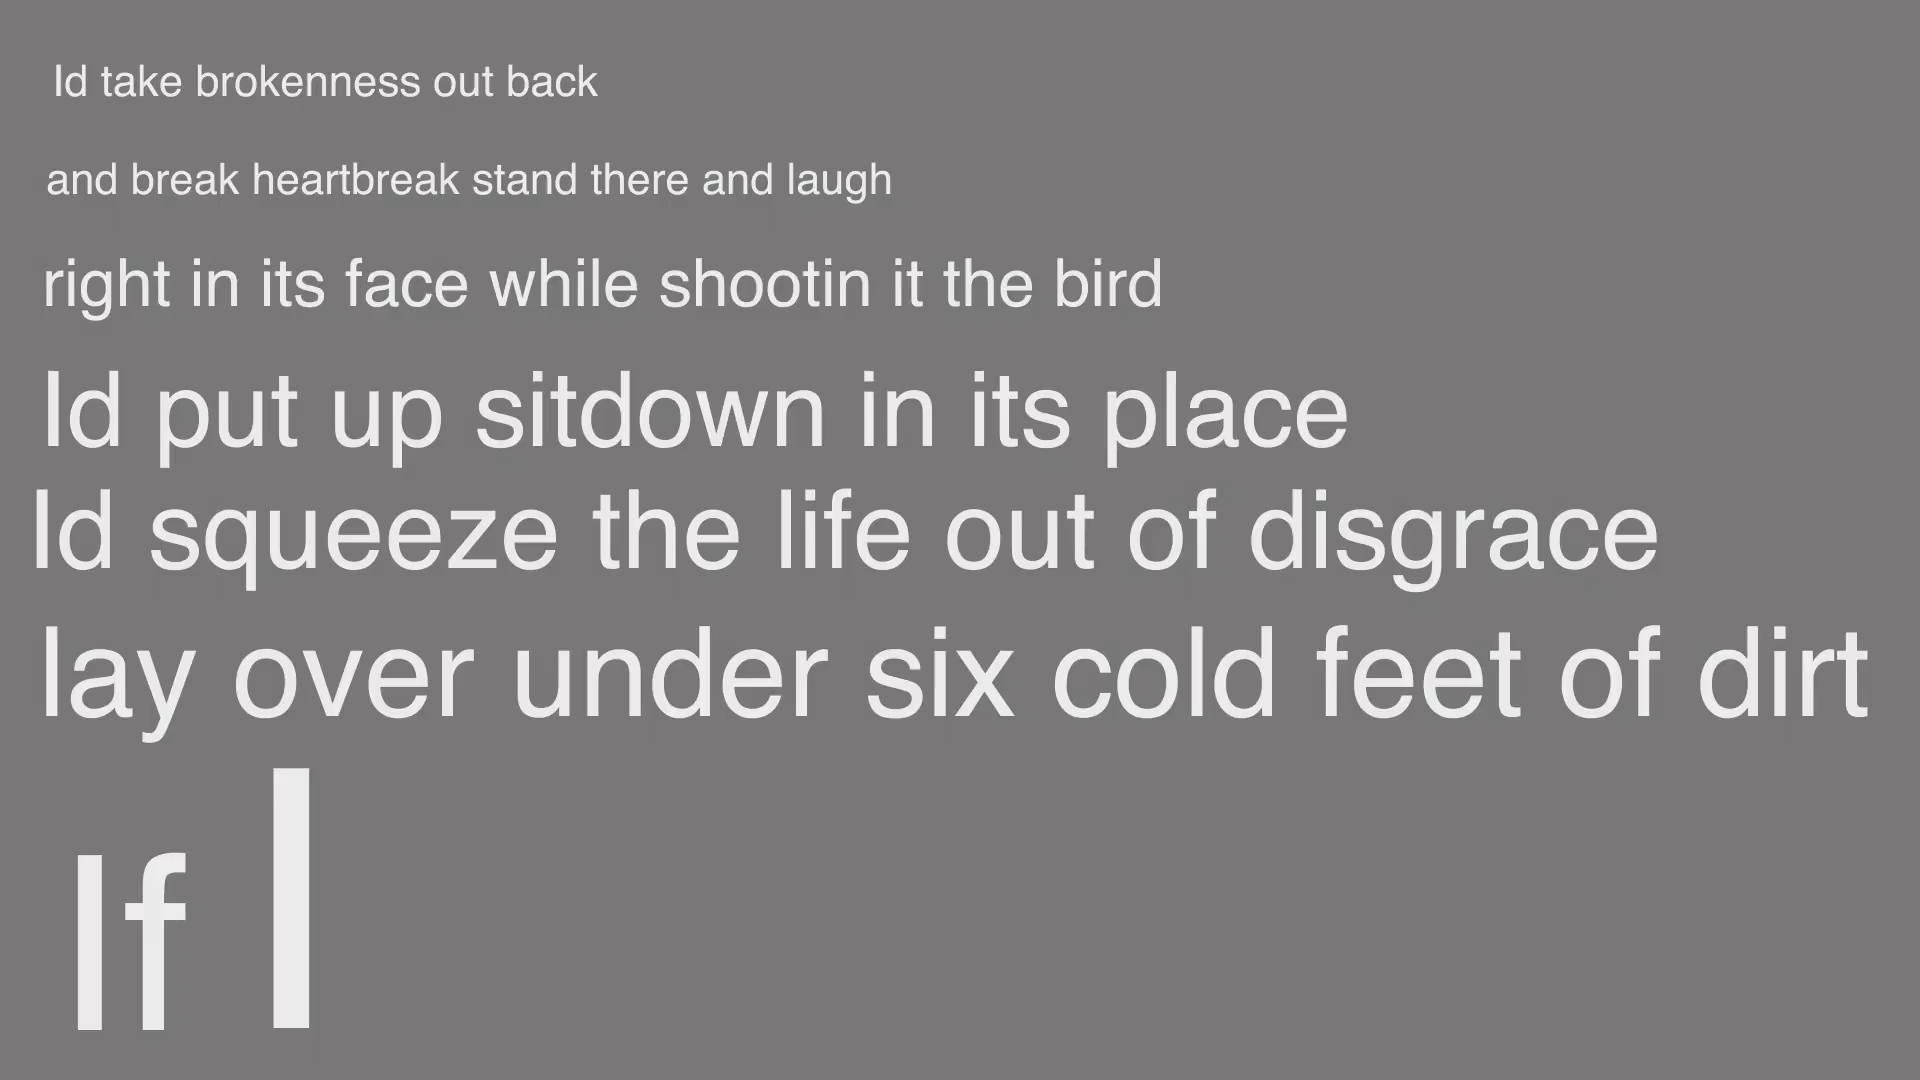 Id take brokenness out back
and break heartbreak stand there and laugh
right in its face while shootin it the bird
Id put up sitdown in its place
Id squeeze the life out of disgrace
lay over under six cold feet of dirt
If I